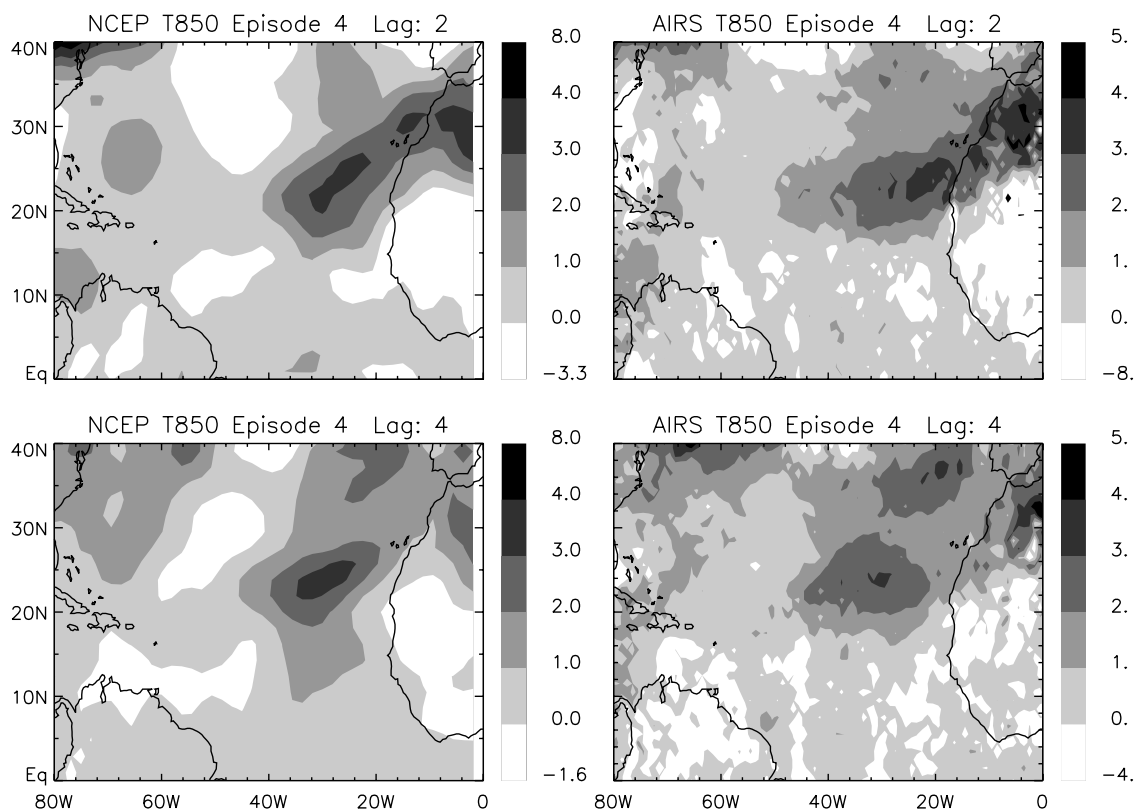 NCEP T850 Episode 4 Lag: 2
AIRS T850 Episode 4 Lag: 2
40N
30N
20N
10N
Eq
8.0
4.0
3.0
2.0
1.0
0.0
−3.3
5.
4.
3.
2.
1.
0.
−8.
NCEP T850 Episode 4 Lag: 4
AIRS T850 Episode 4 Lag: 4
40N
30N
20N
10N
Eq
8.0
4.0
3.0
2.0
1.0
0.0
−1.6
5.
4.
3.
2.
1.
0.
−4.
80W 60W 40W 20W 0
80W 60W 40W 20W 0